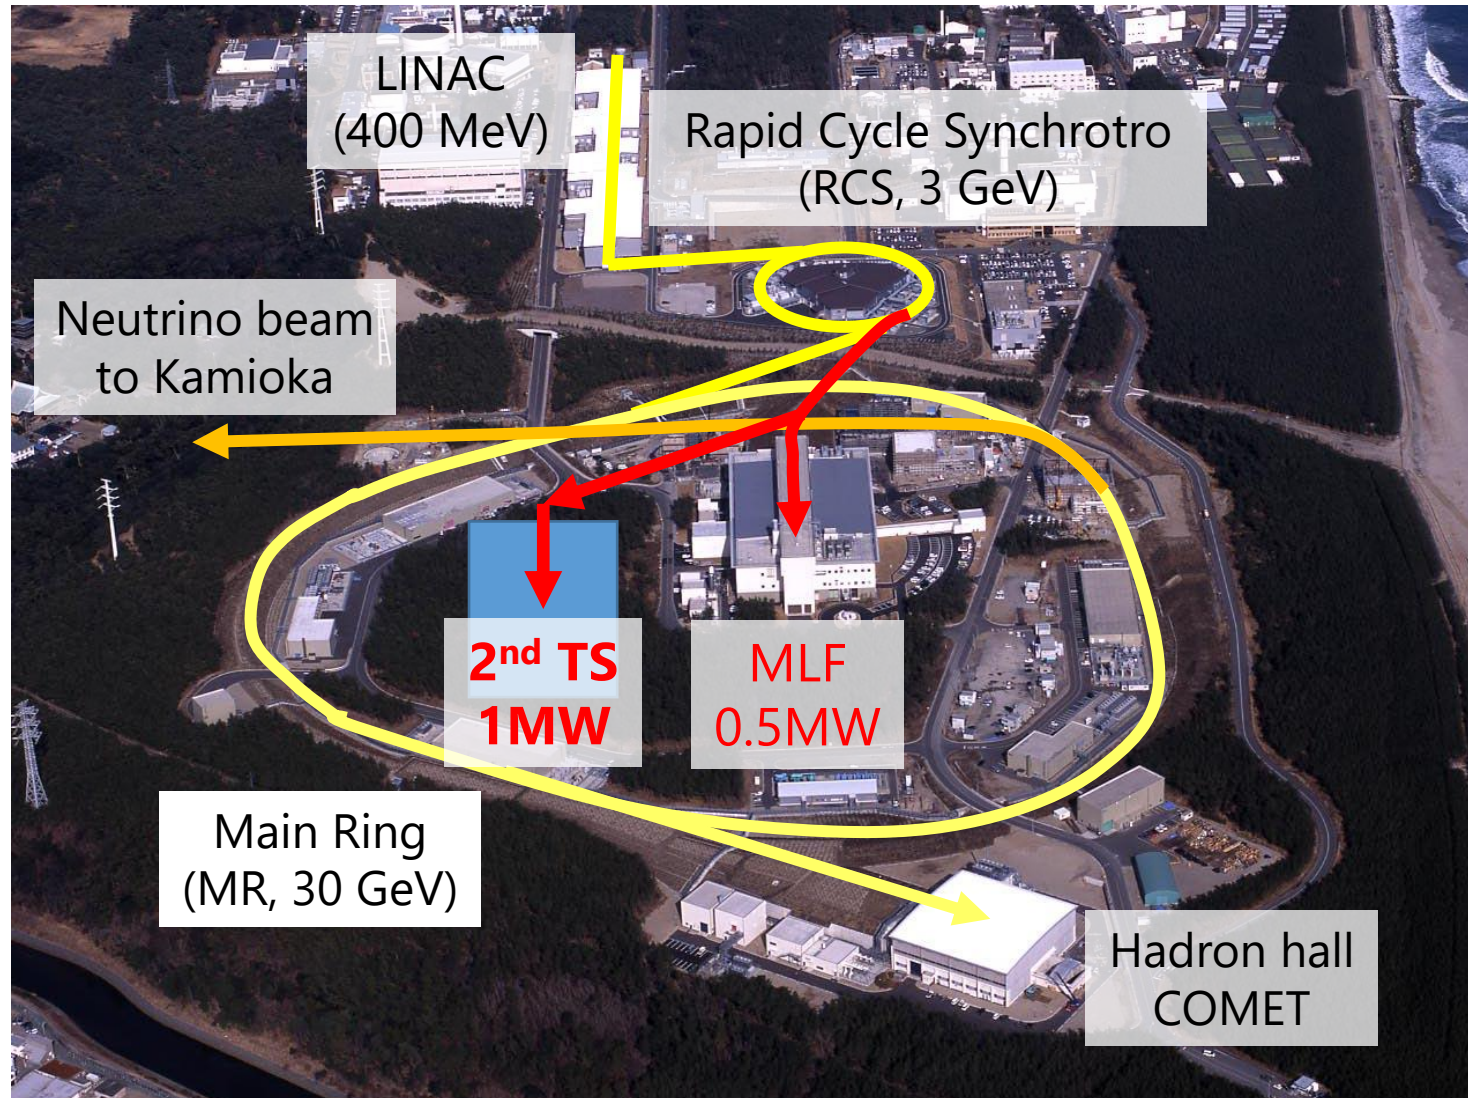 LINAC
(400 MeV)
Rapid Cycle Synchrotro
(RCS, 3 GeV)
Neutrino beam
to Kamioka
2nd TS
1MW
MLF
0.5MW
Main Ring
(MR, 30 GeV)
Hadron hall
COMET